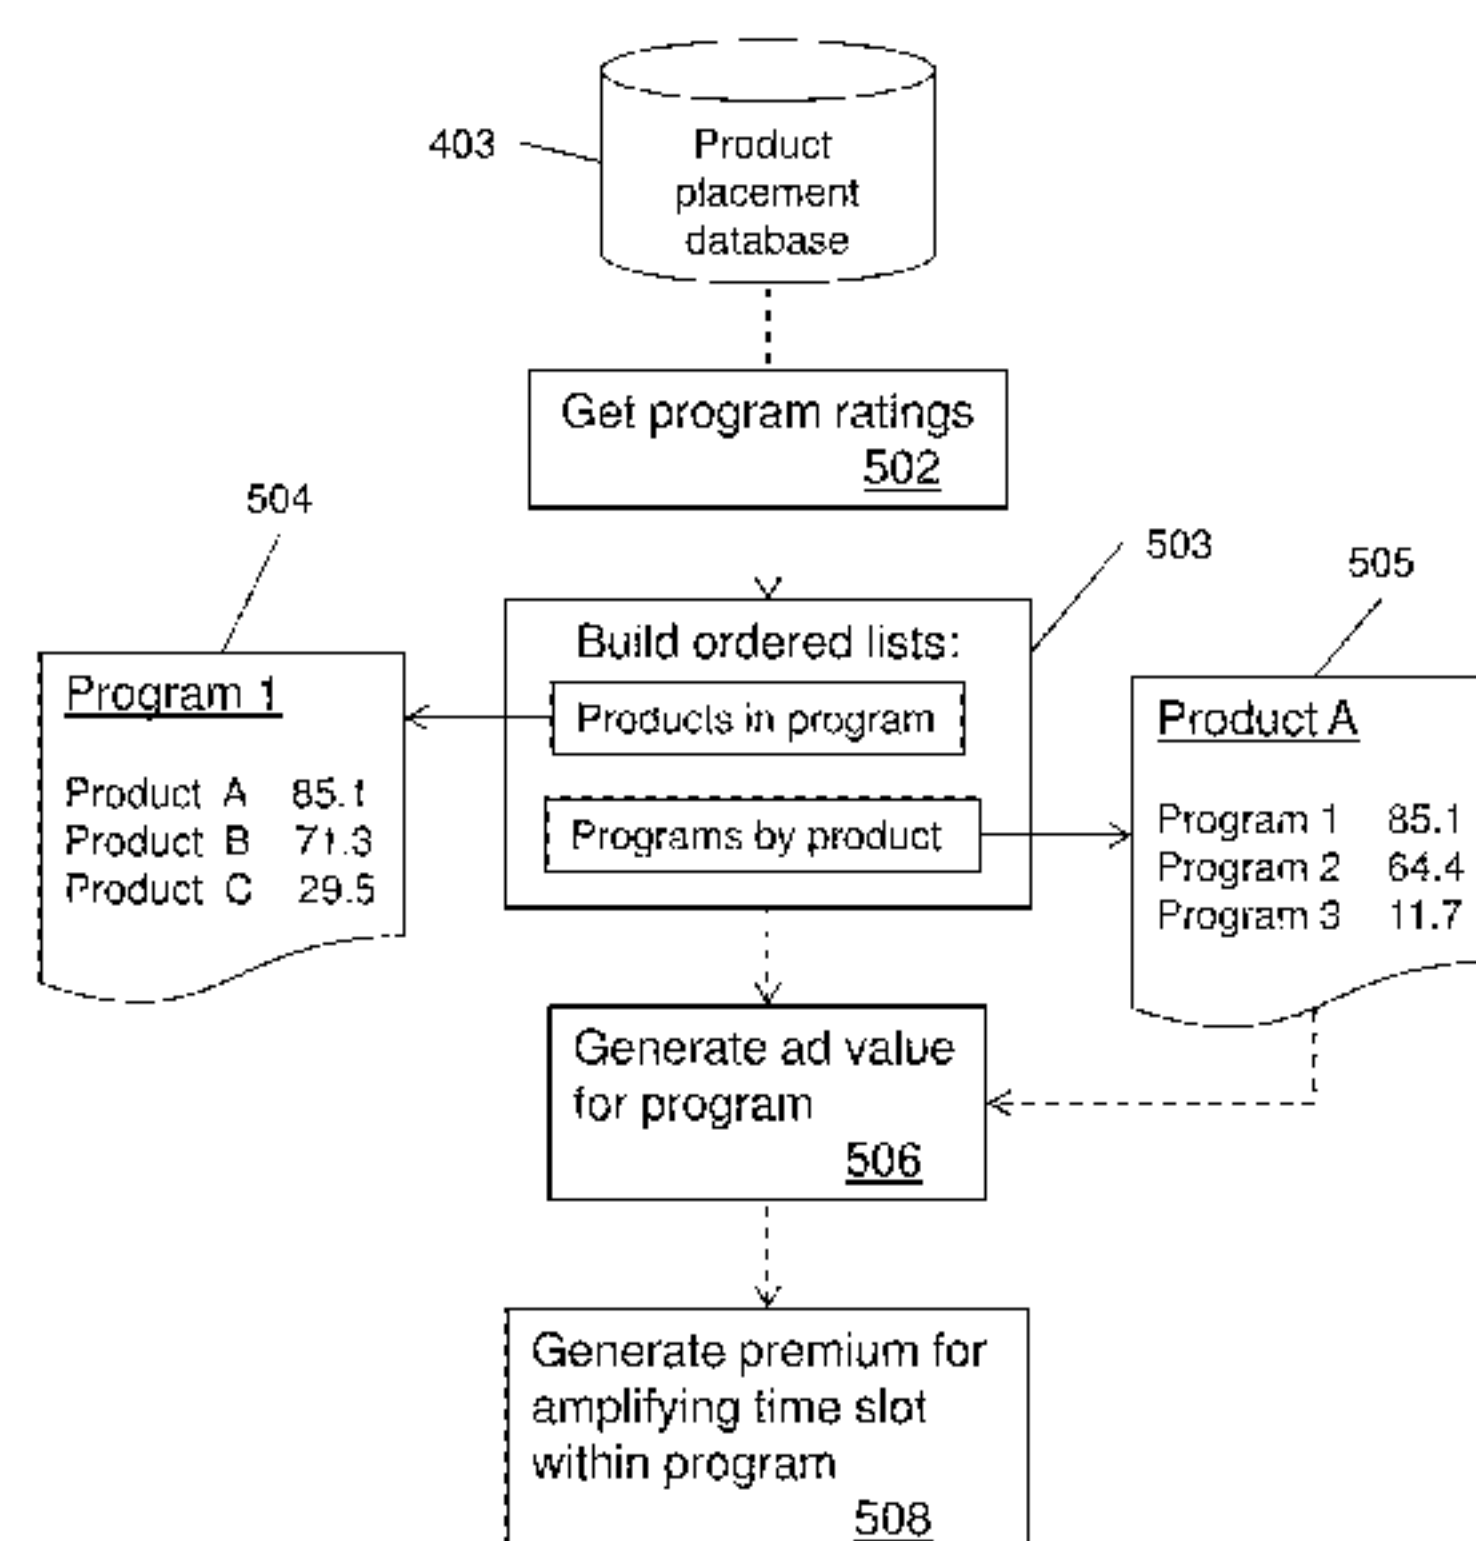 403
Product
placement
database
Get program ratings
502
504
503
505
Build ordered lists:
Products in program
Programs by product
Program 1
Product A 85.1
Product B 71.3
Product C 29.5
Product A
Program 1 85.1
Program 2 64.4
Program 3 11.7
Generate ad value
for program
506
Generate premium for
amplifying time slot
within program
508